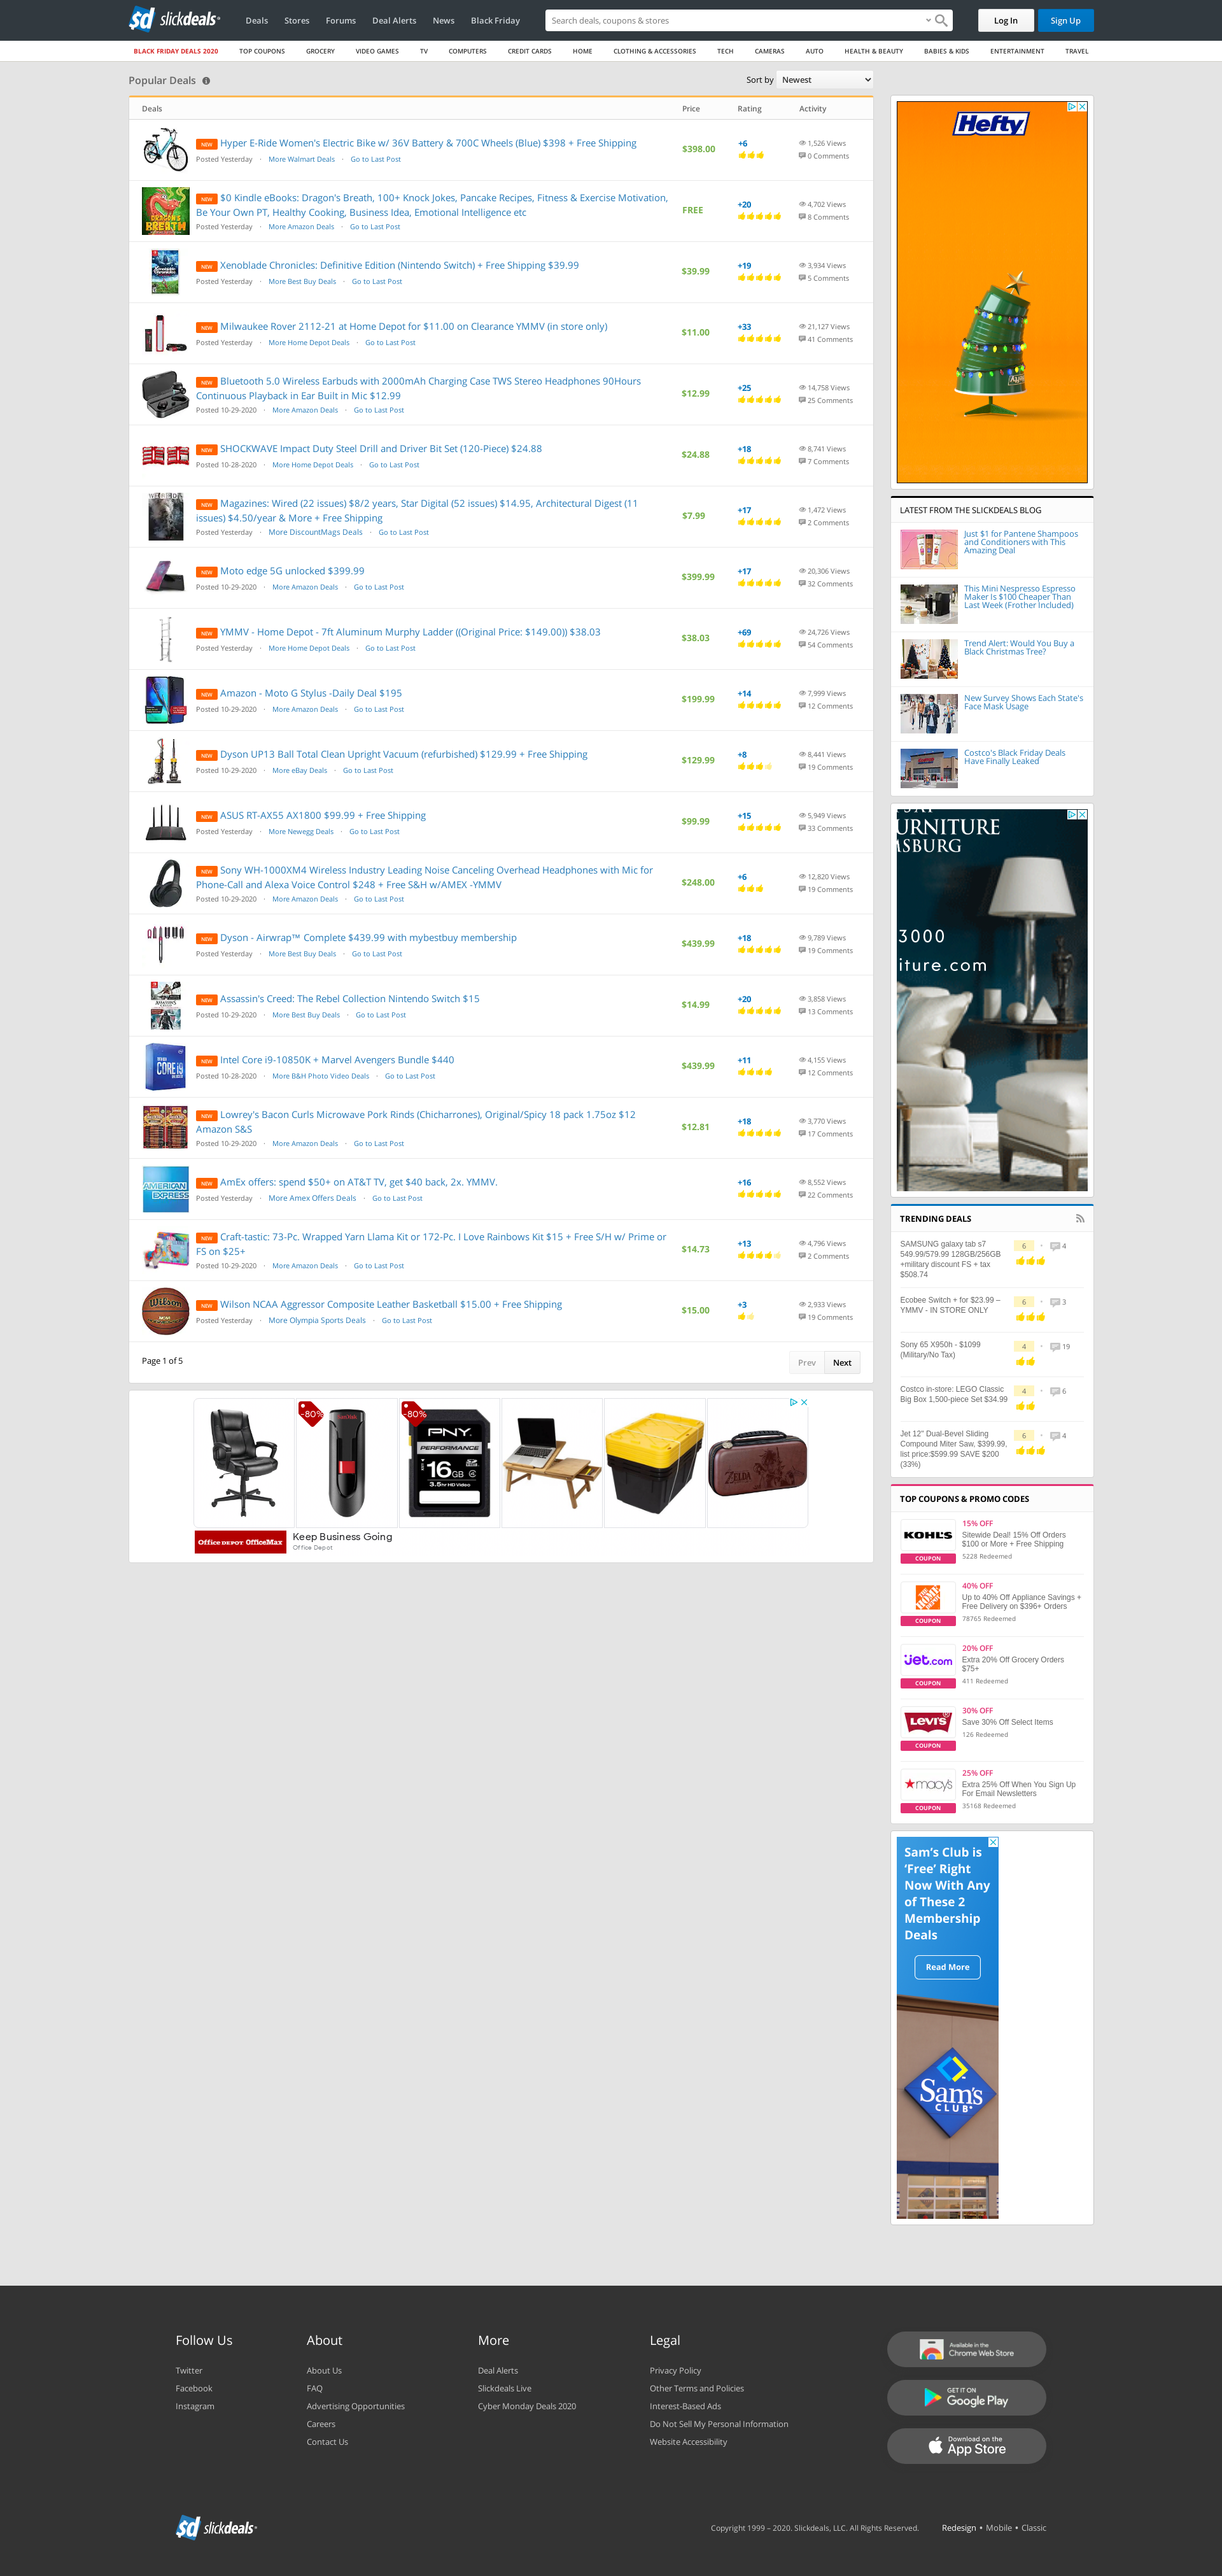 slickdeals
Deals Stores Forums Deal Alerts News Black Friday
Search deals, coupons & stores
Log In
Sign Up
BLACK FRIDAY DEALS 2020 TOP COUPONS GROCERY VIDEO GAMES TV COMPUTERS CREDIT CARDS HOME CLOTHING & ACCESSORIES TECH CAMERAS AUTO HEALTH & BEAUTY BABIES & KIDS ENTERTAINMENT TRAVEL
Popular Deals
Sort by Newest
Deals Price Rating Activity
NEW Hyper E-Ride Women's Electric Bike w/ 36V Battery & 700C Wheels (Blue) $398 + Free Shipping
Posted Yesterday · More Walmart Deals · Go to Last Post
$398.00
+6
1,526 Views
0 Comments
NEW $0 Kindle eBooks: Dragon's Breath, 100+ Knock Jokes, Pancake Recipes, Fitness & Exercise Motivation,
Be Your Own PT, Healthy Cooking, Business Idea, Emotional Intelligence etc
Posted Yesterday · More Amazon Deals · Go to Last Post
FREE
+20
4,702 Views
8 Comments
NEW Xenoblade Chronicles: Definitive Edition (Nintendo Switch) + Free Shipping $39.99
Posted Yesterday · More Best Buy Deals · Go to Last Post
$39.99
+19
3,934 Views
5 Comments
NEW Milwaukee Rover 2112-21 at Home Depot for $11.00 on Clearance YMMV (in store only)
Posted Yesterday · More Home Depot Deals · Go to Last Post
$11.00
+33
21,127 Views
41 Comments
NEW Bluetooth 5.0 Wireless Earbuds with 2000mAh Charging Case TWS Stereo Headphones 90Hours
Continuous Playback in Ear Built in Mic $12.99
Posted 10-29-2020 · More Amazon Deals · Go to Last Post
$12.99
+25
14,758 Views
25 Comments
NEW SHOCKWAVE Impact Duty Steel Drill and Driver Bit Set (120-Piece) $24.88
Posted 10-28-2020 · More Home Depot Deals · Go to Last Post
$24.88
+18
8,741 Views
7 Comments
NEW Magazines: Wired (22 issues) $8/2 years, Star Digital (52 issues) $14.95, Architectural Digest (11
issues) $4.50/year & More + Free Shipping
Posted Yesterday · More DiscountMags Deals · Go to Last Post
$7.99
+17
1,472 Views
2 Comments
NEW Moto edge 5G unlocked $399.99
Posted 10-29-2020 · More Amazon Deals · Go to Last Post
$399.99
+17
20,306 Views
32 Comments
NEW YMMV - Home Depot - 7ft Aluminum Murphy Ladder ((Original Price: $149.00)) $38.03
Posted Yesterday · More Home Depot Deals · Go to Last Post
$38.03
+69
24,726 Views
54 Comments
NEW Amazon - Moto G Stylus -Daily Deal $195
Posted 10-29-2020 · More Amazon Deals · Go to Last Post
$199.99
+14
7,999 Views
12 Comments
NEW Dyson UP13 Ball Total Clean Upright Vacuum (refurbished) $129.99 + Free Shipping
Posted 10-29-2020 · More eBay Deals · Go to Last Post
$129.99
+8
8,441 Views
19 Comments
NEW ASUS RT-AX55 AX1800 $99.99 + Free Shipping
Posted Yesterday · More Newegg Deals · Go to Last Post
$99.99
+15
5,949 Views
33 Comments
NEW Sony WH-1000XM4 Wireless Industry Leading Noise Canceling Overhead Headphones with Mic for
Phone-Call and Alexa Voice Control $248 + Free S&H w/AMEX -YMMV
Posted 10-29-2020 · More Amazon Deals · Go to Last Post
$248.00
+6
12,820 Views
19 Comments
NEW Dyson - Airwrap™ Complete $439.99 with mybestbuy membership
Posted Yesterday · More Best Buy Deals · Go to Last Post
$439.99
+18
9,789 Views
19 Comments
NEW Assassin's Creed: The Rebel Collection Nintendo Switch $15
Posted 10-29-2020 · More Best Buy Deals · Go to Last Post
$14.99
+20
3,858 Views
13 Comments
NEW Intel Core i9-10850K + Marvel Avengers Bundle $440
Posted 10-28-2020 · More B&H Photo Video Deals · Go to Last Post
$439.99
+11
4,155 Views
12 Comments
NEW Lowrey's Bacon Curls Microwave Pork Rinds (Chicharrones), Original/Spicy 18 pack 1.75oz $12
Amazon S&S
Posted 10-29-2020 · More Amazon Deals · Go to Last Post
$12.81
+18
3,770 Views
17 Comments
NEW AmEx offers: spend $50+ on AT&T TV, get $40 back, 2x. YMMV.
Posted Yesterday · More Amex Offers Deals · Go to Last Post
+16
8,552 Views
22 Comments
NEW Craft-tastic: 73-Pc. Wrapped Yarn Llama Kit or 172-Pc. I Love Rainbows Kit $15 + Free S/H w/ Prime or
FS on $25+
Posted 10-29-2020 · More Amazon Deals · Go to Last Post
$14.73
+13
4,796 Views
2 Comments
NEW Wilson NCAA Aggressor Composite Leather Basketball $15.00 + Free Shipping
Posted Yesterday · More Olympia Sports Deals · Go to Last Post
$15.00
+3
2,933 Views
19 Comments
Page 1 of 5
Prev Next
-80%
-80%
PNY
PERFORMANCE
16GB
3.5hr HD Video
ZELDA
Office DEPOT OfficeMax
Keep Business Going
Office Depot
Hefty
LATEST FROM THE SLICKDEALS BLOG
Just $1 for Pantene Shampoos
and Conditioners with This
Amazing Deal
This Mini Nespresso Espresso
Maker Is $100 Cheaper Than
Last Week (Frother Included)
Trend Alert: Would You Buy a
Black Christmas Tree?
New Survey Shows Each State's
Face Mask Usage
Costco's Black Friday Deals
Have Finally Leaked
URNITURE
SBURG
3000
iture.com
TRENDING DEALS
SAMSUNG galaxy tab s7
549.99/579.99 128GB/256GB
+military discount FS + tax
$508.74
6 • 4
Ecobee Switch + for $23.99 –
YMMV - IN STORE ONLY
6 • 3
Sony 65 X950h - $1099
(Military/No Tax)
4 • 19
Costco in-store: LEGO Classic
Big Box 1,500-piece Set $34.99
4 • 6
Jet 12" Dual-Bevel Sliding
Compound Miter Saw, $399.99,
list price:$599.99 SAVE $200
(33%)
6 • 4
TOP COUPONS & PROMO CODES
KOHL'S
COUPON
15% OFF
Sitewide Deal! 15% Off Orders
$100 or More + Free Shipping
5228 Redeemed
COUPON
40% OFF
Up to 40% Off Appliance Savings +
Free Delivery on $396+ Orders
78765 Redeemed
jet.com
COUPON
20% OFF
Extra 20% Off Grocery Orders
$75+
411 Redeemed
LEVI'S
COUPON
30% OFF
Save 30% Off Select Items
126 Redeemed
macy's
COUPON
25% OFF
Extra 25% Off When You Sign Up
For Email Newsletters
35168 Redeemed
Sam's Club is
'Free' Right
Now With Any
of These 2
Membership
Deals
Read More
Sam's
CLUB
Follow Us
Twitter
Facebook
Instagram
About
About Us
FAQ
Advertising Opportunities
Careers
Contact Us
More
Deal Alerts
Slickdeals Live
Cyber Monday Deals 2020
Legal
Privacy Policy
Other Terms and Policies
Interest-Based Ads
Do Not Sell My Personal Information
Website Accessibility
Available in the
Chrome Web Store
GET IT ON
Google Play
Download on the
App Store
slickdeals
Copyright 1999 – 2020. Slickdeals, LLC. All Rights Reserved.
Redesign • Mobile • Classic